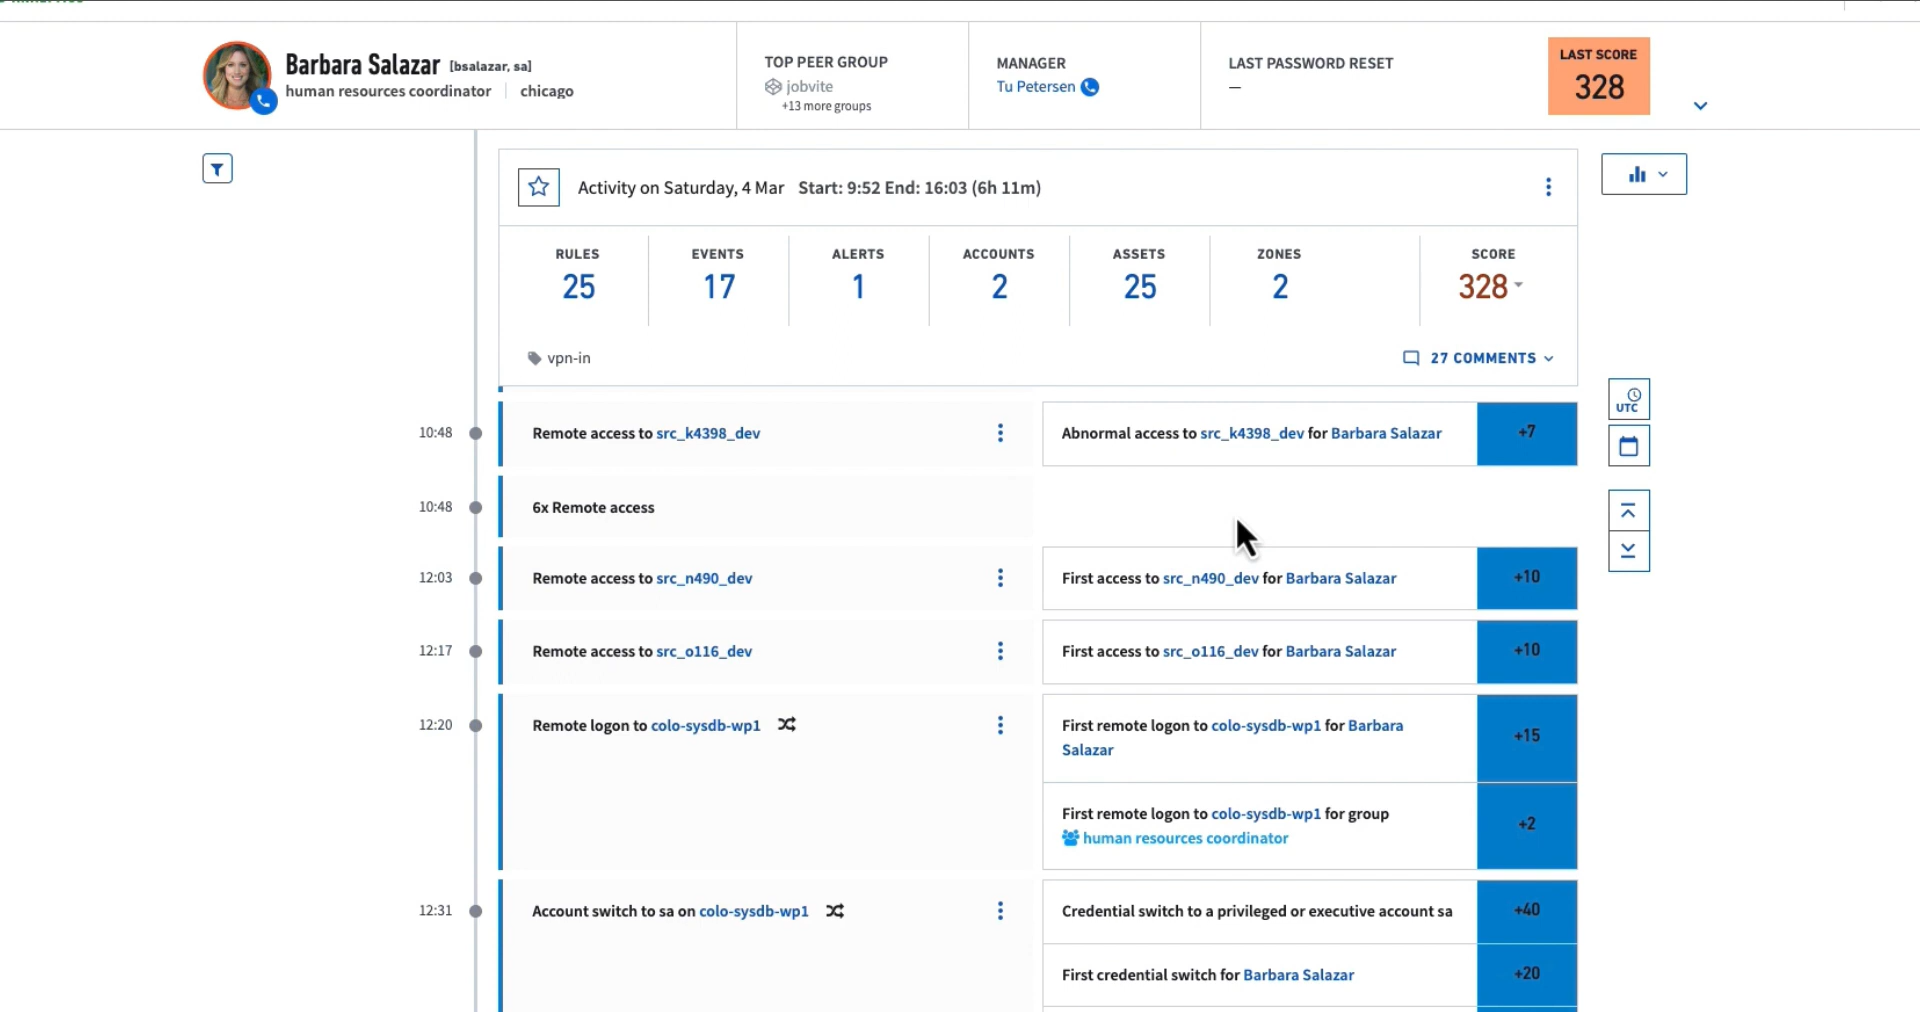 Barbara Salazar [bsalazar, sa]
human resources coordinator chicago
TOP PEER GROUP
jobvite
+13 more groups
MANAGER
Tu Petersen
LAST PASSWORD RESET
—
LAST SCORE
328
Activity on Saturday, 4 Mar Start: 9:52 End: 16:03 (6h 11m)
RULES EVENTS ALERTS ACCOUNTS ASSETS ZONES SCORE
25 17 1 2 25 2 328
vpn-in
27 COMMENTS
UTC
10:48 Remote access to src_k4398_dev Abnormal access to src_k4398_dev for Barbara Salazar +7
10:48 6x Remote access
12:03 Remote access to src_n490_dev First access to src_n490_dev for Barbara Salazar +10
12:17 Remote access to src_o116_dev First access to src_o116_dev for Barbara Salazar +10
12:20 Remote logon to colo-sysdb-wp1 First remote logon to colo-sysdb-wp1 for Barbara
Salazar
+15
First remote logon to colo-sysdb-wp1 for group
human resources coordinator
+2
12:31 Account switch to sa on colo-sysdb-wp1 Credential switch to a privileged or executive account sa +40
First credential switch for Barbara Salazar +20